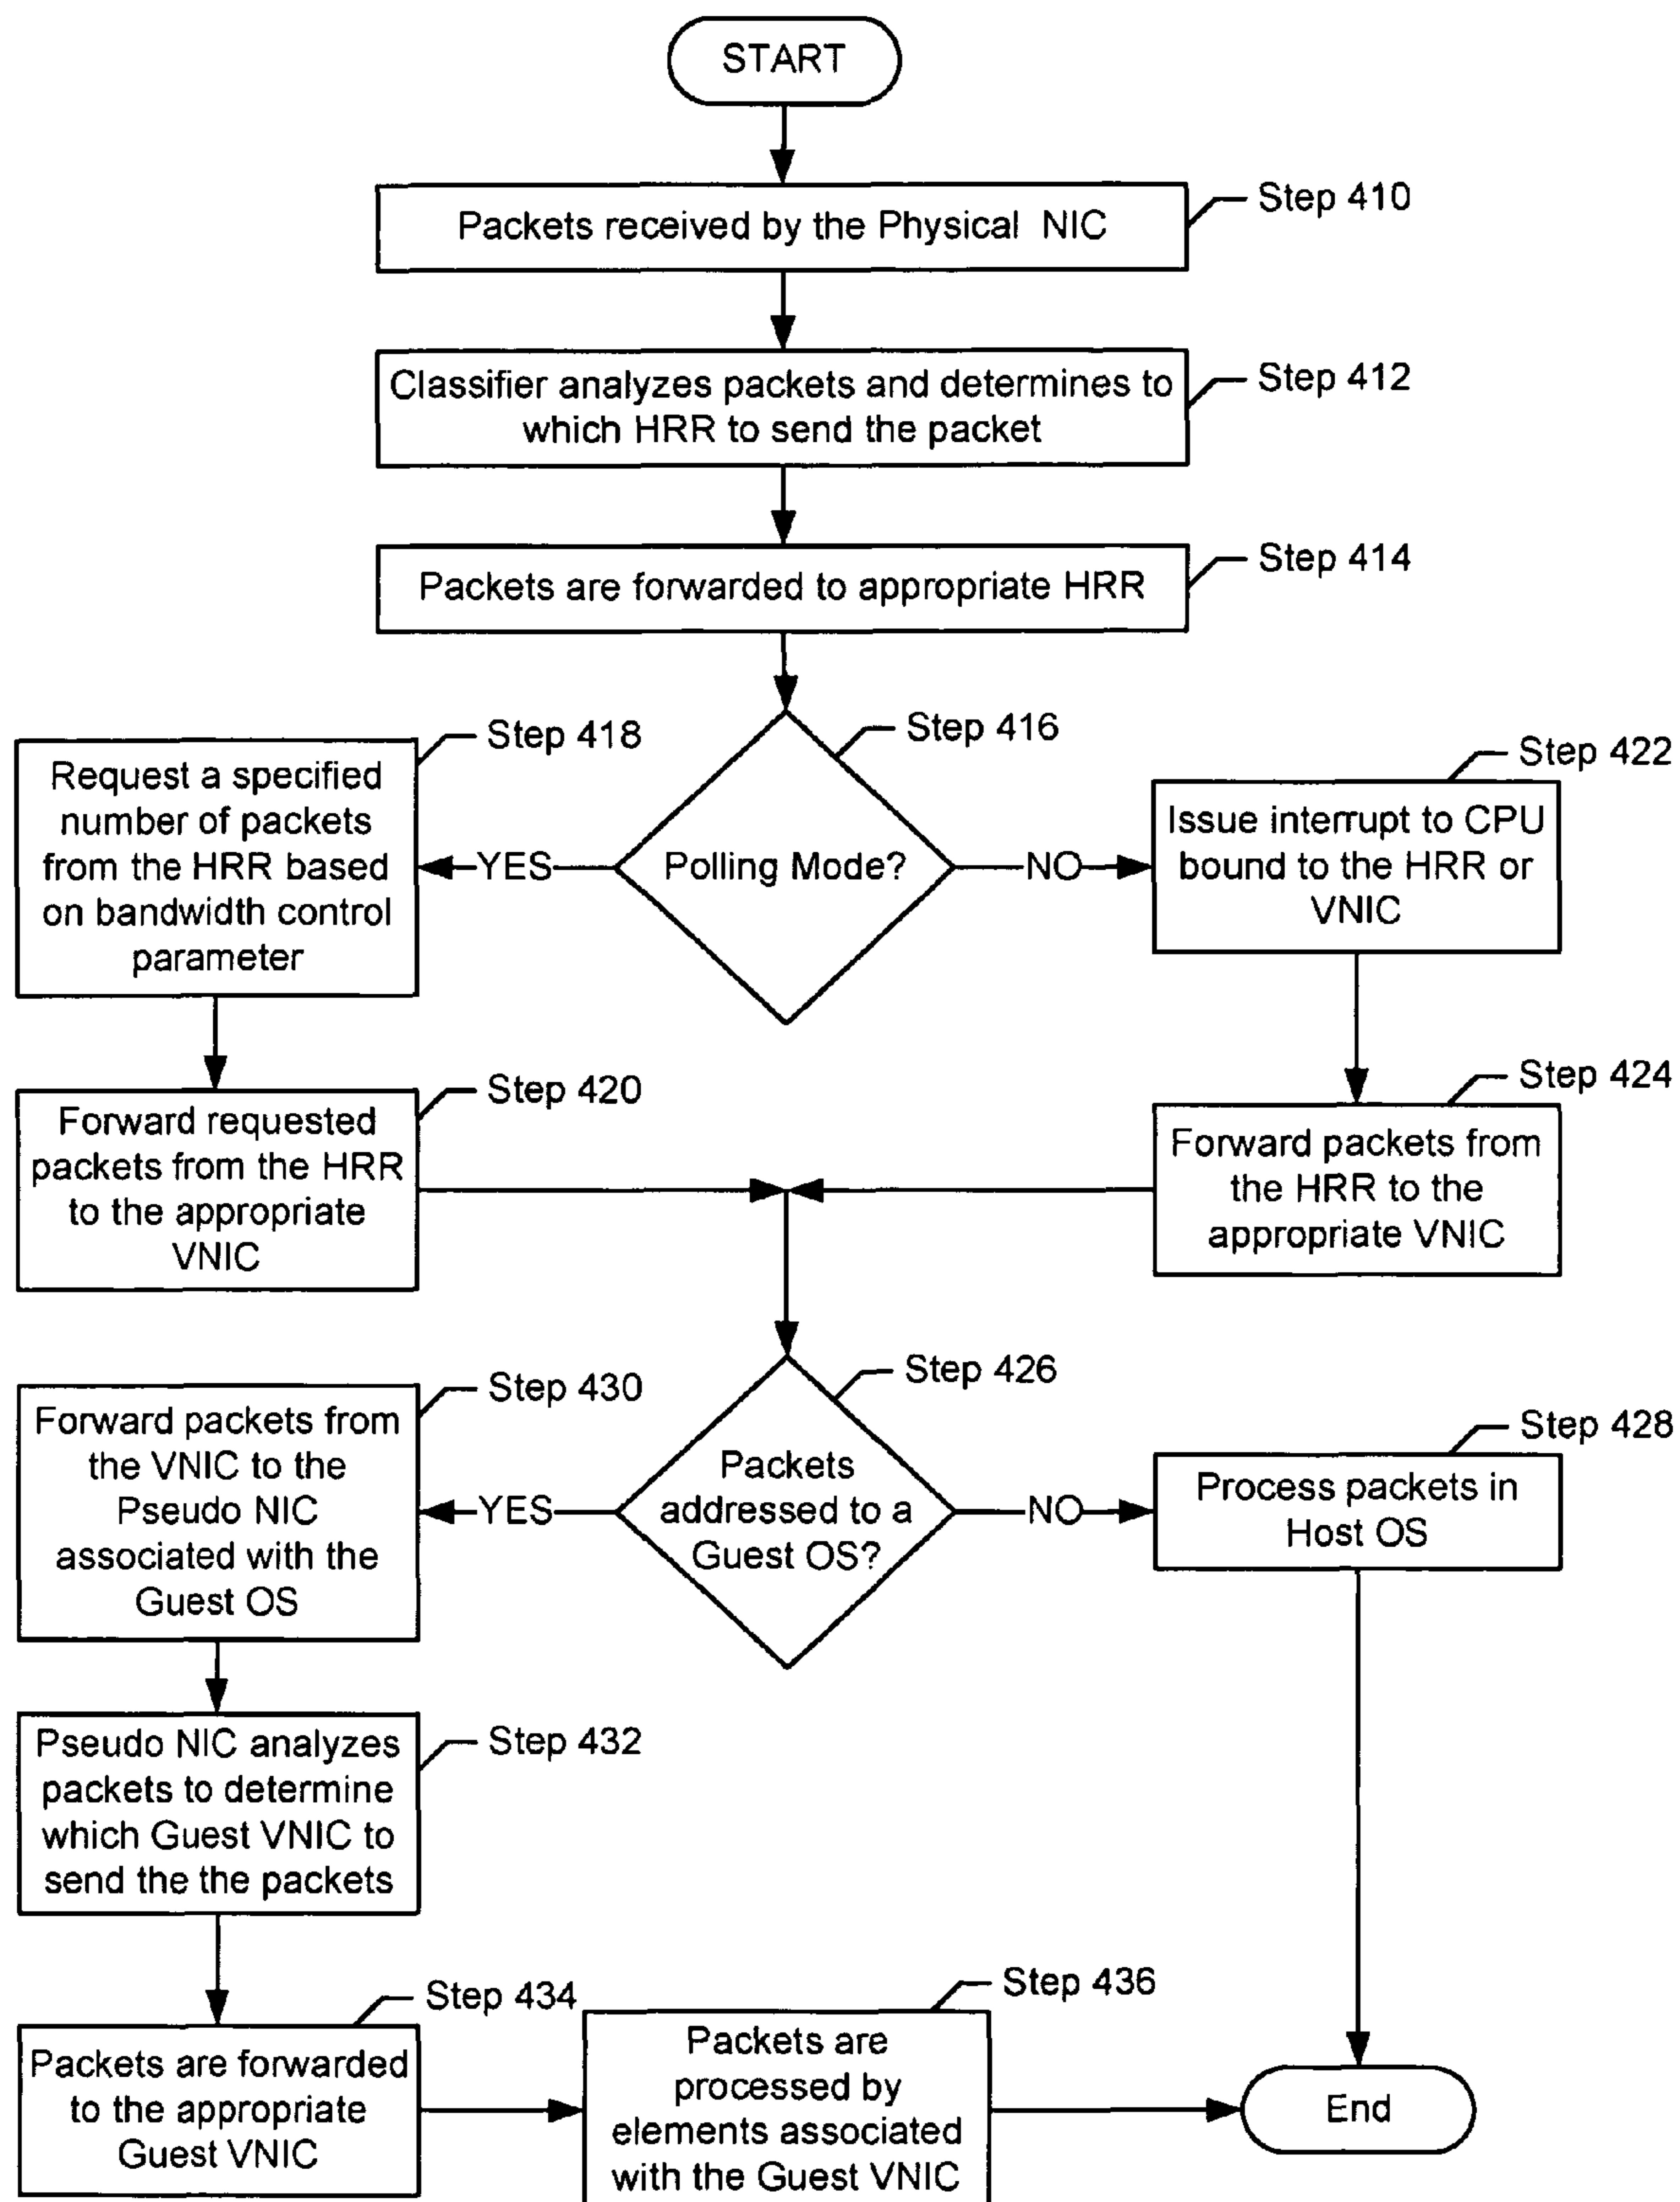 START
Packets received by the Physical NIC
Step 410
Classifier analyzes packets and determines to
which HRR to send the packet
Step 412
Packets are forwarded to appropriate HRR
Step 414
Polling Mode?
Step 416
YES
NO
Request a specified
number of packets
from the HRR based
on bandwidth control
parameter
Step 418
Issue interrupt to CPU
bound to the HRR or
VNIC
Step 422
Forward requested
packets from the HRR
to the appropriate
VNIC
Step 420
Forward packets from
the HRR to the
appropriate VNIC
Step 424
Packets
addressed to a
Guest OS?
Step 426
YES
NO
Forward packets from
the VNIC to the
Pseudo NIC
associated with the
Guest OS
Step 430
Process packets in
Host OS
Step 428
Pseudo NIC analyzes
packets to determine
which Guest VNIC to
send the the packets
Step 432
Packets are forwarded
to the appropriate
Guest VNIC
Step 434
Packets are
processed by
elements associated
with the Guest VNIC
Step 436
End